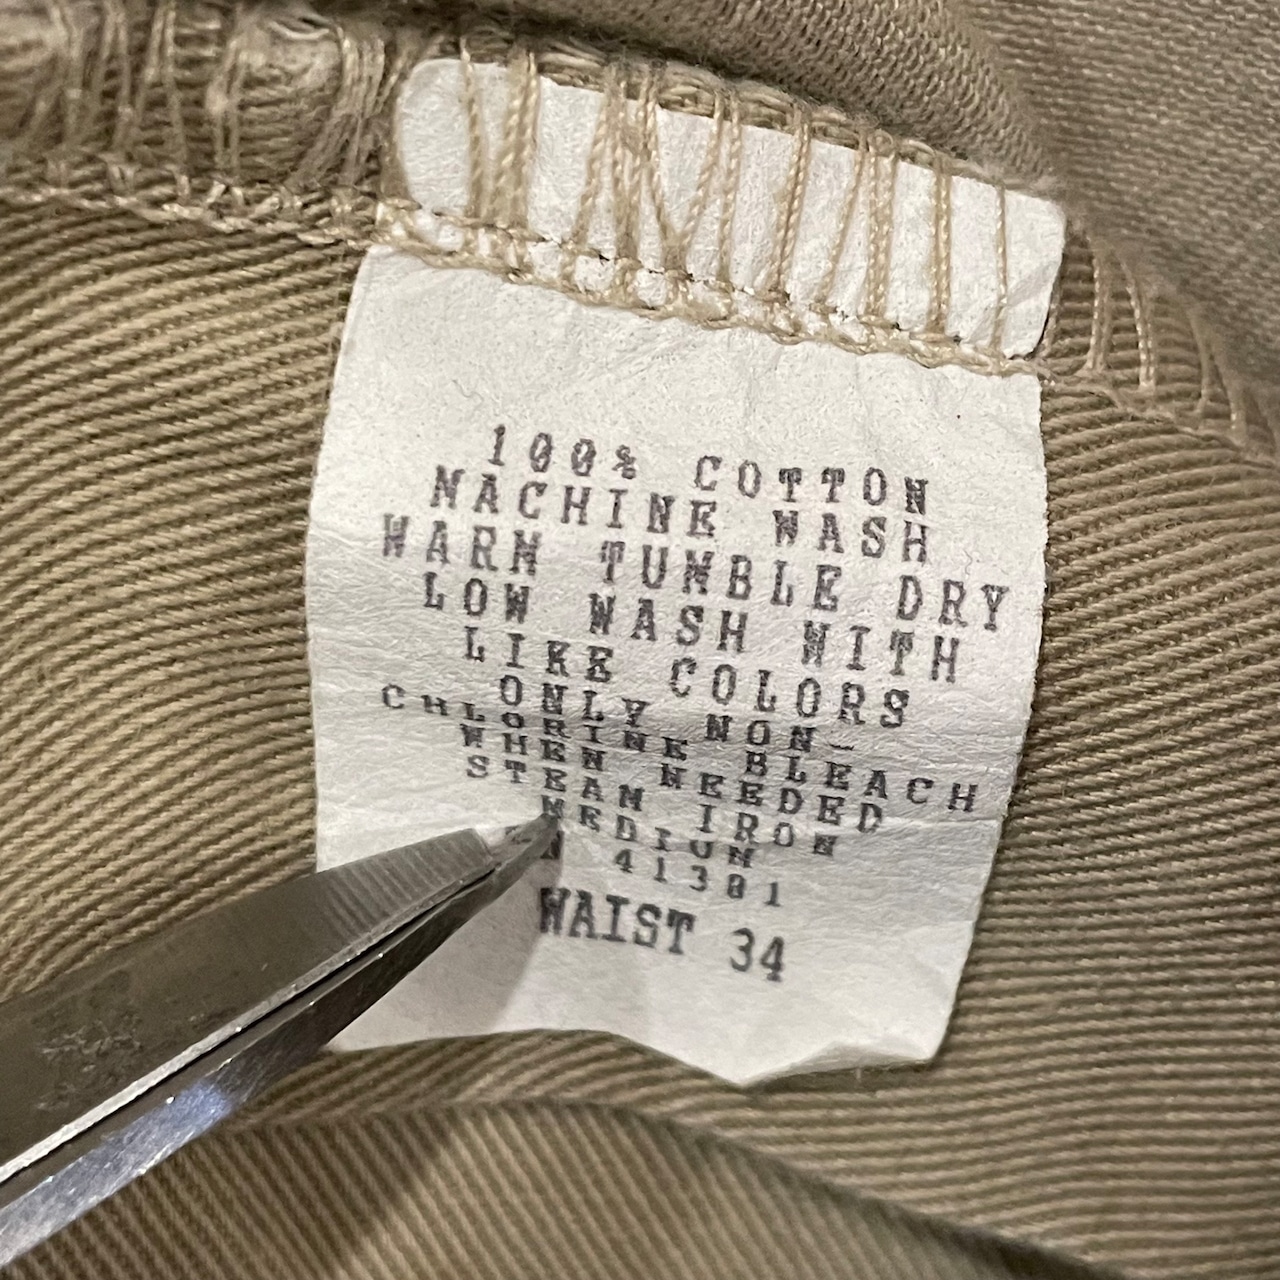 100% COTTON
MACHINE WASH
WARM TUMBLE DRY
LOW WASH WITH
LIKE COLORS
ONLY NON-
CHLORINE BLEACH
WHEN NEEDED
STEAM IRON
MEDIUM
41301
WAIST 34